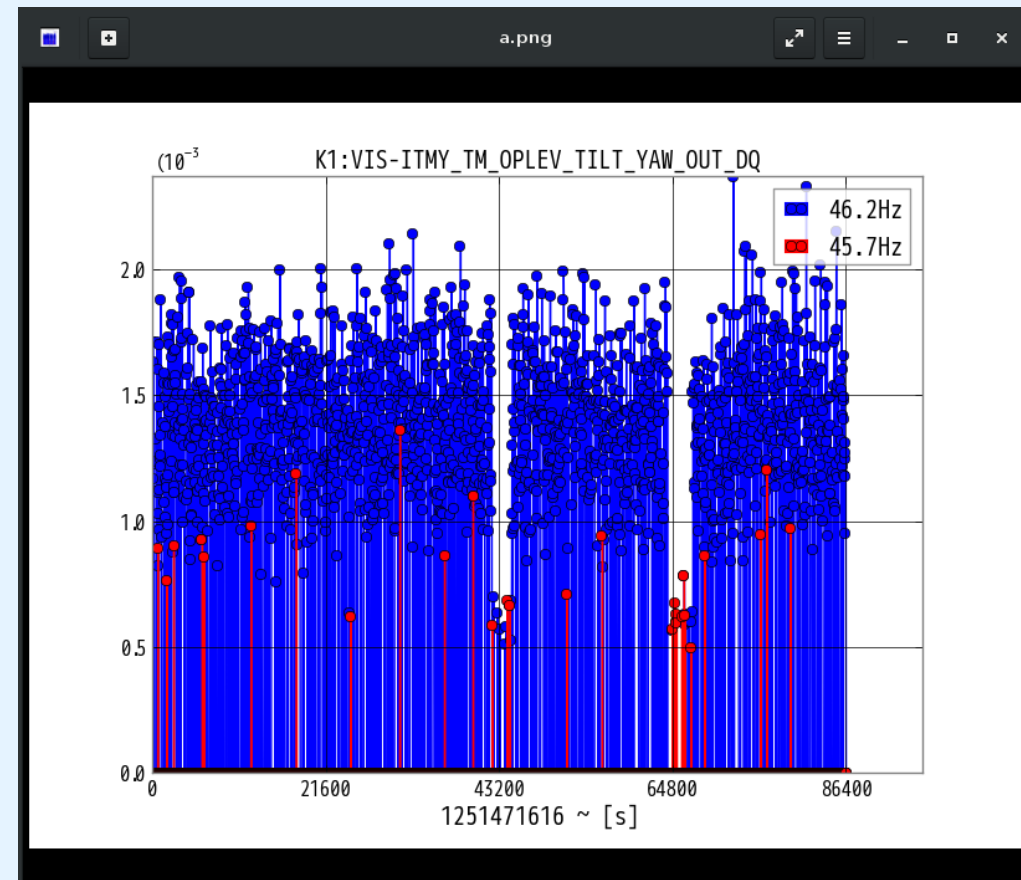 a.png
(10⁻³
K1:VIS-ITMY_TM_OPLEV_TILT_YAW_OUT_DQ
46.2Hz
45.7Hz
2.0
1.5
1.0
0.5
0.0
0 21600 43200 64800 86400
1251471616 ~ [s]